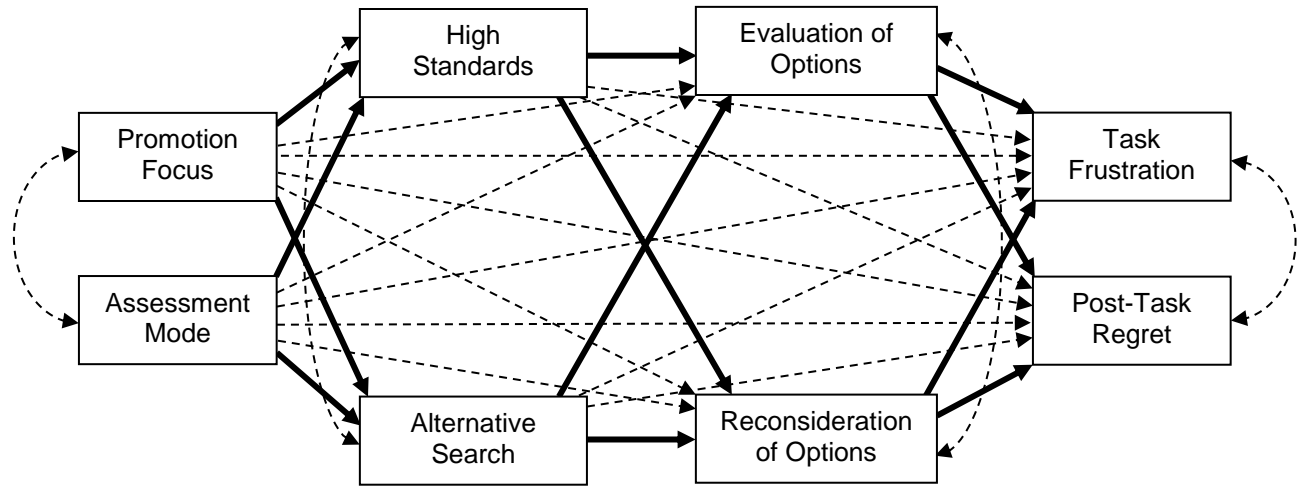 High
Standards
Evaluation of
Options
Promotion
Focus
Task
Frustration
Assessment
Mode
Post-Task
Regret
Alternative
Search
Reconsideration
of Options